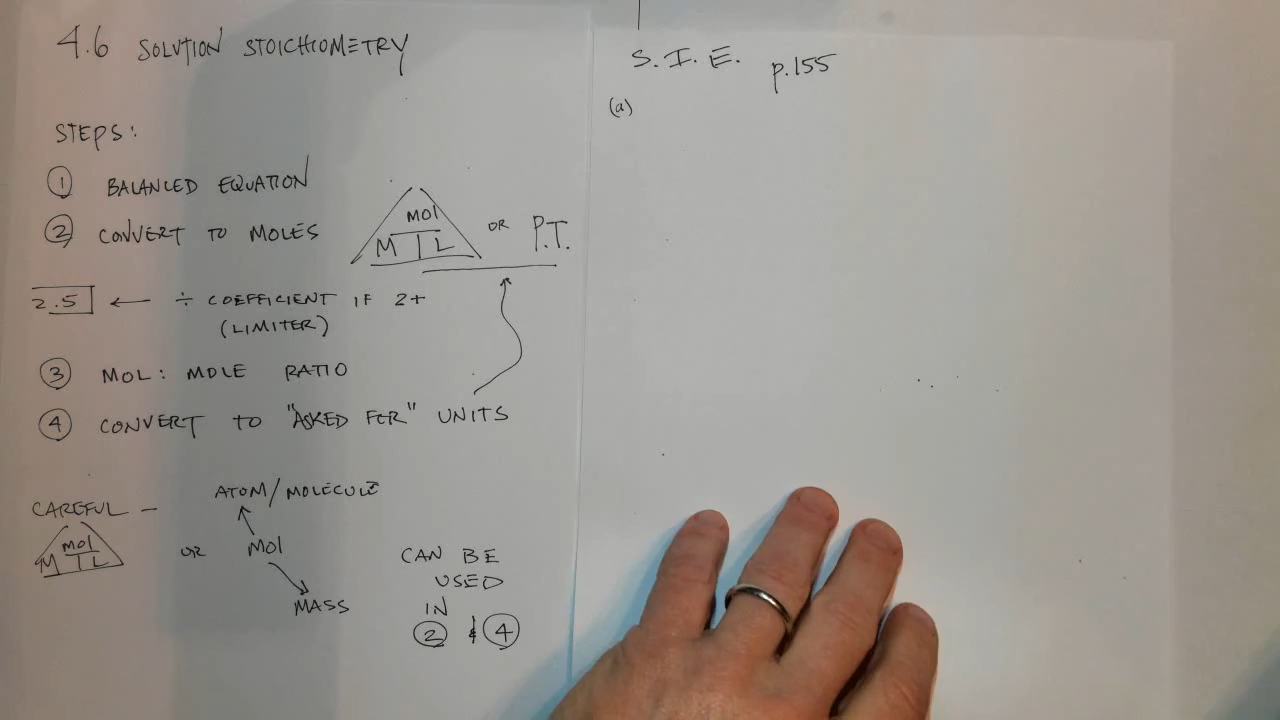 4.6 SOLUTION STOICHIOMETRY
STEPS:
1 BALANCED EQUATION
2 CONVERT TO MOLES
mol
M L
OR P.T.
2.5 ← ÷ COEFFICIENT IF 2+
(LIMITER)
3 MOL: MOLE RATIO
4 CONVERT TO "ASKED FOR" UNITS
CAREFUL -
ATOM/MOLECULE
mol
M L
OR MOl
MASS
CAN BE
USED
IN
2 & 4
S.I.E. p.155
(a)